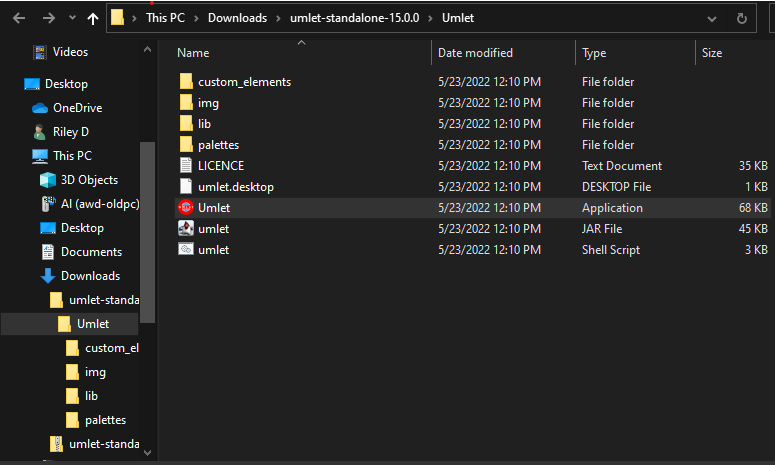 This PC > Downloads > umlet-standalone-15.0.0 > Umlet
Videos
Desktop
OneDrive
Riley D
This PC
3D Objects
AI (awd-oldpc)
Desktop
Documents
Downloads
umlet-standa
Umlet
custom_el
img
lib
palettes
umlet-standa
Name Date modified Type Size
custom_elements 5/23/2022 12:10 PM File folder
img 5/23/2022 12:10 PM File folder
lib 5/23/2022 12:10 PM File folder
palettes 5/23/2022 12:10 PM File folder
LICENCE 5/23/2022 12:10 PM Text Document 35 KB
umlet.desktop 5/23/2022 12:10 PM DESKTOP File 1 KB
Umlet 5/23/2022 12:10 PM Application 68 KB
umlet 5/23/2022 12:10 PM JAR File 45 KB
umlet 5/23/2022 12:10 PM Shell Script 3 KB